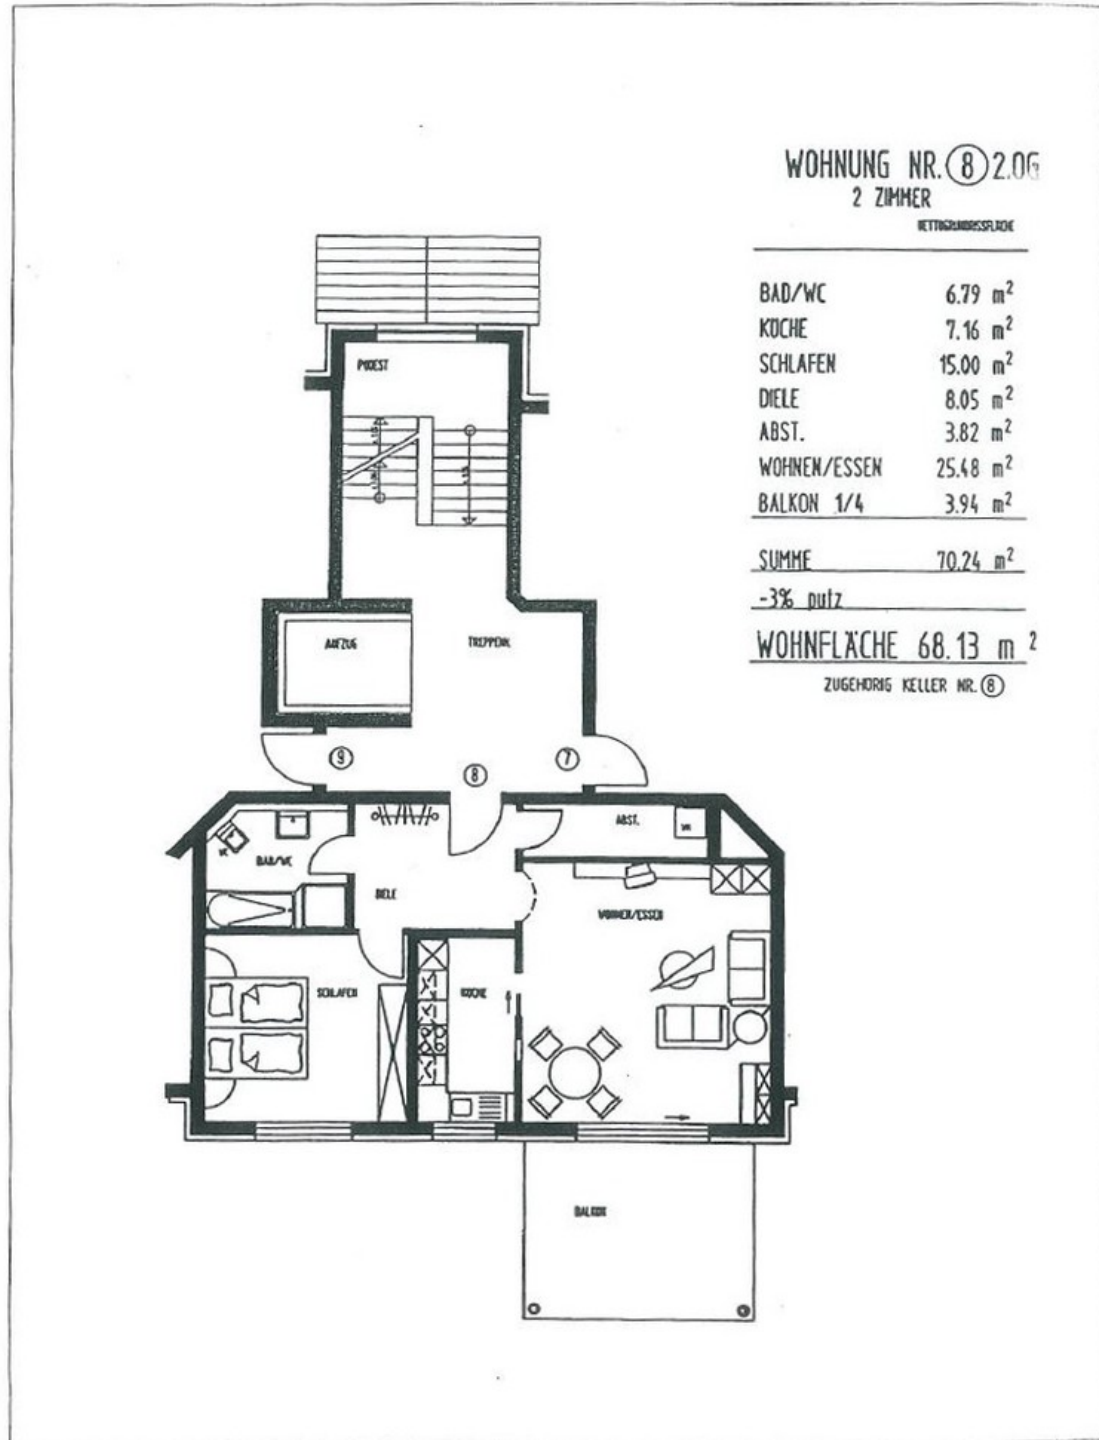 WOHNUNG NR. 8 2.OG
2 ZIMMER
NETTOGRUNDRISSFLÄCHE
BAD/WC 6.79 m²
KÜCHE 7.16 m²
SCHLAFEN 15.00 m²
DIELE 8.05 m²
ABST. 3.82 m²
WOHNEN/ESSEN 25.48 m²
BALKON 1/4 3.94 m²
SUMME 70.24 m²
-3% putz
WOHNFLÄCHE 68.13 m²
ZUGEHÖRIG KELLER NR. 8
PODEST
AUFZUG
TREPPENH.
9
8
7
ABST.
BAD/WC
DIELE
WOHNEN/ESSEN
SCHLAFEN
KÜCHE
BALKON